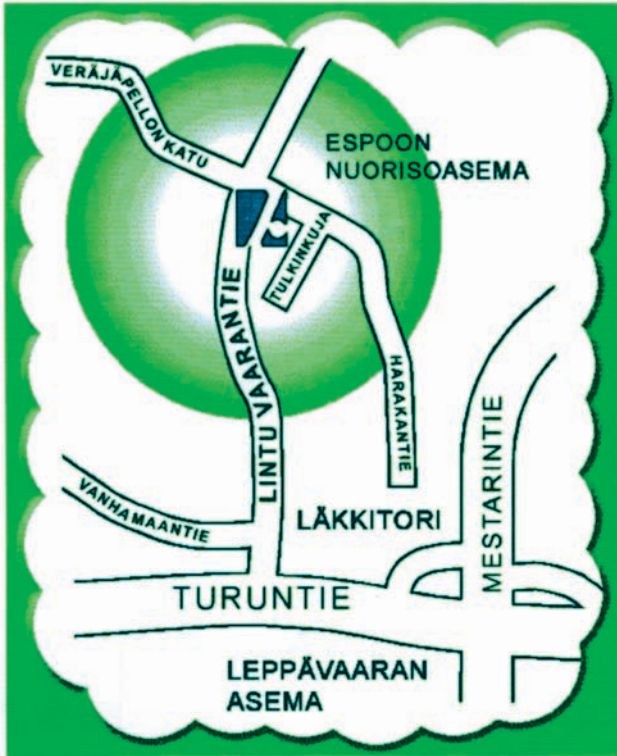 VERÄJÄPELLON KATU
ESPOON
NUORISOASEMA
TULKINKUJA
LINTU VAARANTIE
HARAKANTIE
MESTARINTIE
VANHAMAANTIE
LÄKKITORI
TURUNTIE
LEPPÄVAARAN
ASEMA